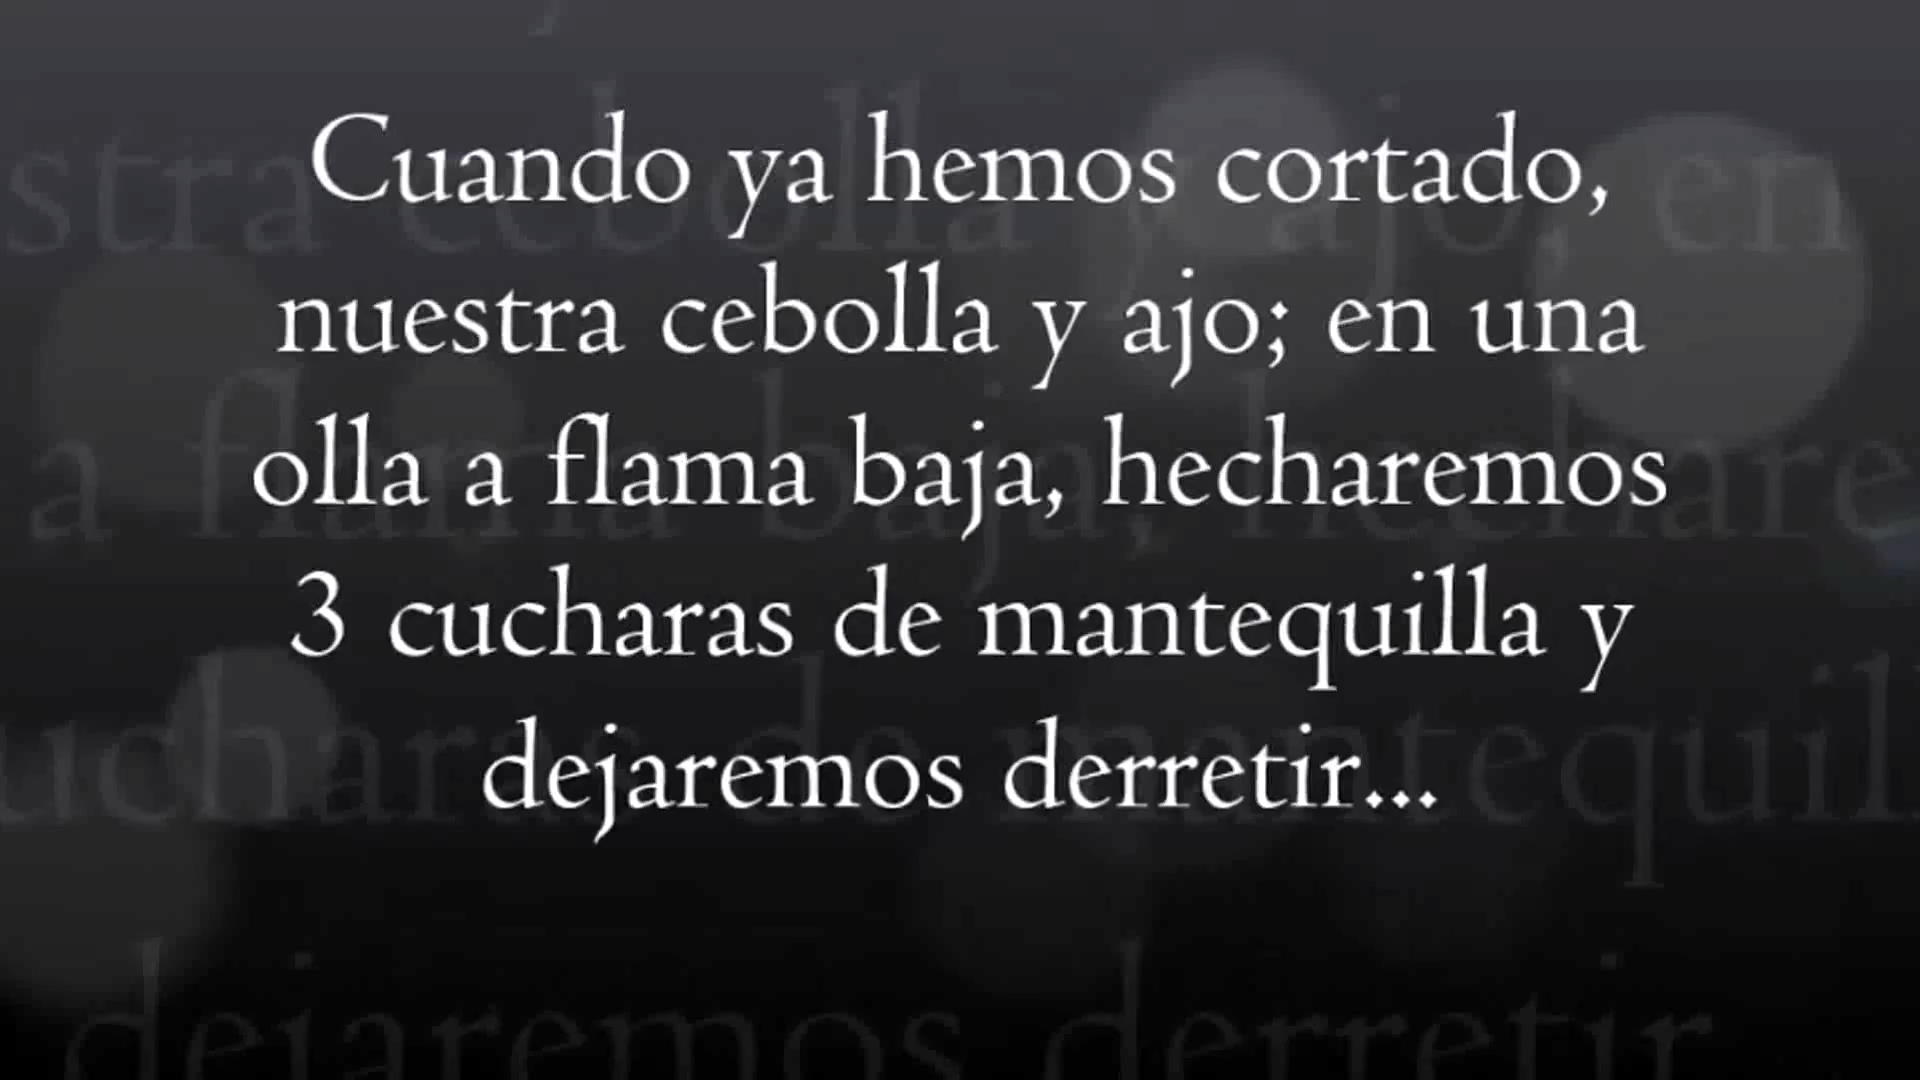 Cuando ya hemos cortado,
nuestra cebolla y ajo; en una
olla a flama baja, hecharemos
3 cucharas de mantequilla y
dejaremos derretir...